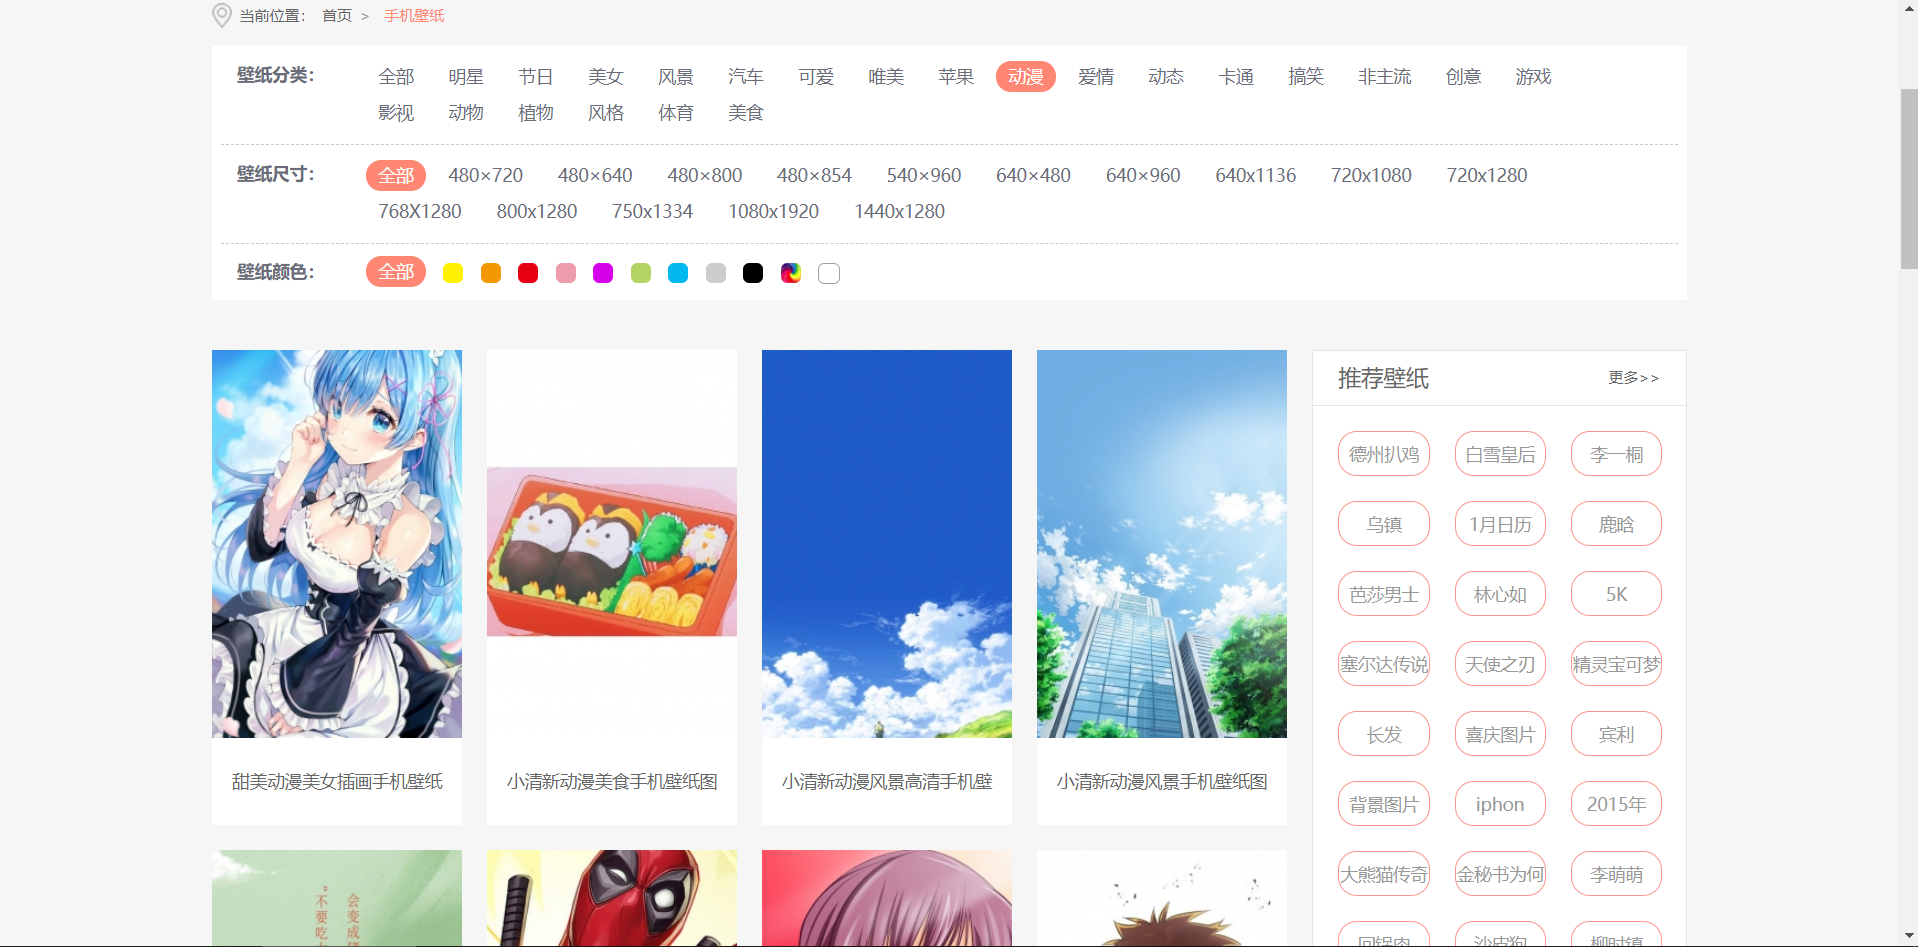 当前位置： 首页 > 手机壁纸
壁纸分类： 全部 明星 节日 美女 风景 汽车 可爱 唯美 苹果 动漫 爱情 动态 卡通 搞笑 非主流 创意 游戏
影视 动物 植物 风格 体育 美食
壁纸尺寸： 全部 480×720 480×640 480×800 480×854 540×960 640×480 640×960 640x1136 720x1080 720x1280
768X1280 800x1280 750x1334 1080x1920 1440x1280
壁纸颜色： 全部
甜美动漫美女插画手机壁纸
小清新动漫美食手机壁纸图
小清新动漫风景高清手机壁
小清新动漫风景手机壁纸图
会变成
不要吃
推荐壁纸 更多>>
德州扒鸡 白雪皇后 李一桐
乌镇 1月日历 鹿晗
芭莎男士 林心如 5K
塞尔达传说 天使之刃 精灵宝可梦
长发 喜庆图片 宾利
背景图片 iphon 2015年
大熊猫传奇 金秘书为何 李萌萌
回锅肉 沙皮狗 柳时镇